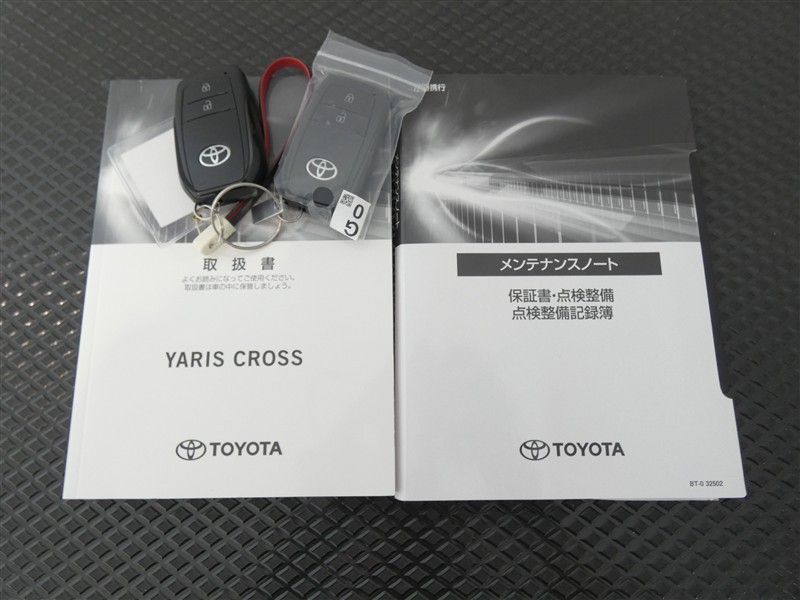 取扱書
よくお読みになってご使用ください。
取扱書は車の中に保管しましょう。
YARIS CROSS
TOYOTA
G
0
携行
メンテナンスノート
保証書・点検整備
点検整備記録簿
TOYOTA
BT-G 32502